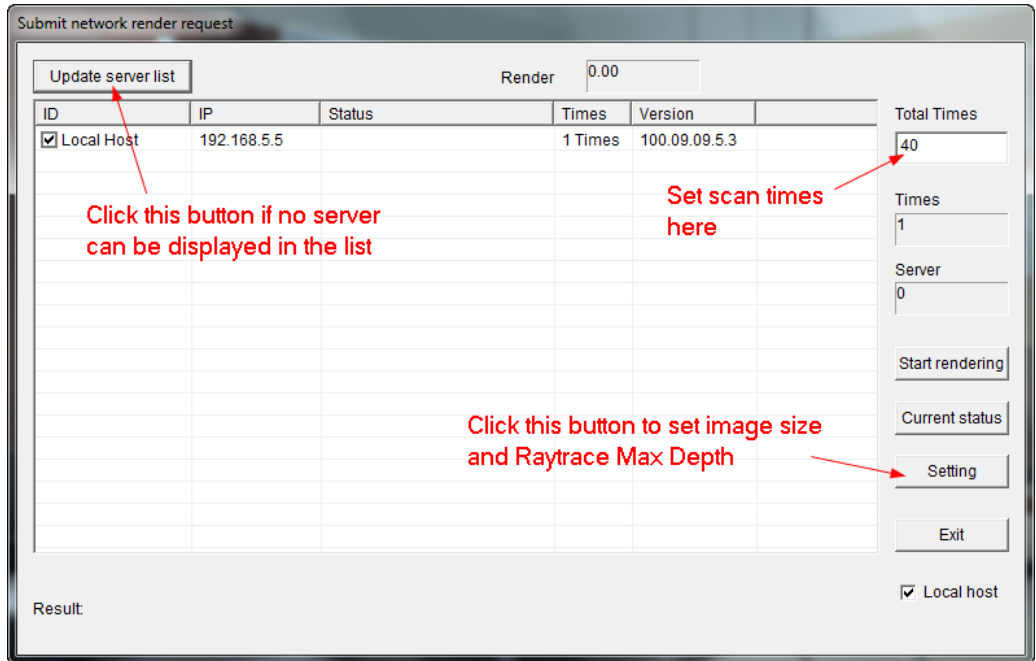 Submit network render request
Update server list
Render 0.00
ID IP Status Times Version
Local Host 192.168.5.5 1 Times 100.09.09.5.3
Total Times
40
Click this button if no server
can be displayed in the list
Set scan times
here
Times
1
Server
0
Start rendering
Current status
Click this button to set image size
and Raytrace Max Depth
Setting
Exit
Local host
Result: